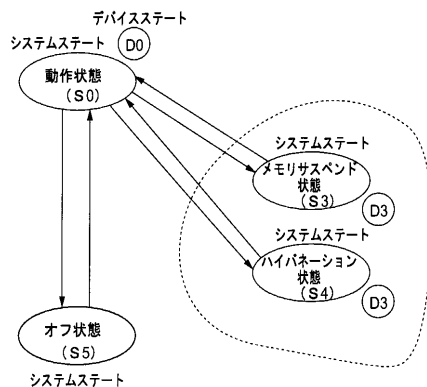 デバイスステート
システムステート
D0
動作状態
(S0)
システムステート
メモリサスペンド
状態
(S3)
D3
システムステート
ハイバネーション
状態
(S4)
D3
オフ状態
(S5)
システムステート